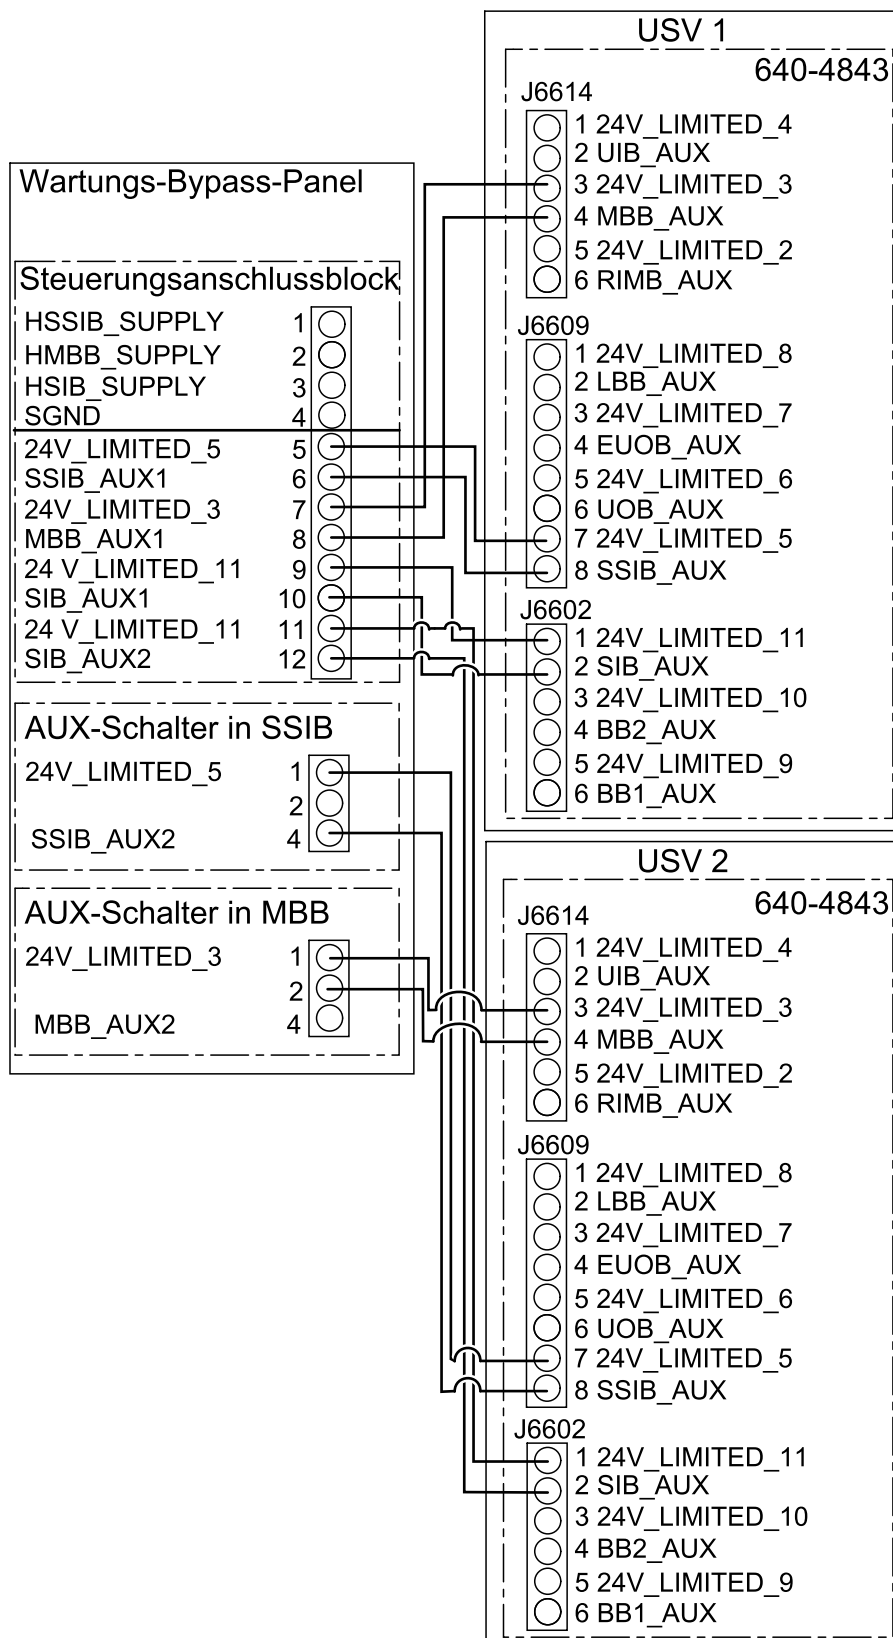 Wartungs-Bypass-Panel
Steuerungsanschlussblock
HSSIB_SUPPLY 1
HMBB_SUPPLY 2
HSIB_SUPPLY 3
SGND 4
24V_LIMITED_5 5
SSIB_AUX1 6
24V_LIMITED_3 7
MBB_AUX1 8
24 V_LIMITED_11 9
SIB_AUX1 10
24 V_LIMITED_11 11
SIB_AUX2 12
AUX-Schalter in SSIB
24V_LIMITED_5 1
2
SSIB_AUX2 4
AUX-Schalter in MBB
24V_LIMITED_3 1
2
MBB_AUX2 4
USV 1
640-4843
J6614
1 24V_LIMITED_4
2 UIB_AUX
3 24V_LIMITED_3
4 MBB_AUX
5 24V_LIMITED_2
6 RIMB_AUX
J6609
1 24V_LIMITED_8
2 LBB_AUX
3 24V_LIMITED_7
4 EUOB_AUX
5 24V_LIMITED_6
6 UOB_AUX
7 24V_LIMITED_5
8 SSIB_AUX
J6602
1 24V_LIMITED_11
2 SIB_AUX
3 24V_LIMITED_10
4 BB2_AUX
5 24V_LIMITED_9
6 BB1_AUX
USV 2
640-4843
J6614
1 24V_LIMITED_4
2 UIB_AUX
3 24V_LIMITED_3
4 MBB_AUX
5 24V_LIMITED_2
6 RIMB_AUX
J6609
1 24V_LIMITED_8
2 LBB_AUX
3 24V_LIMITED_7
4 EUOB_AUX
5 24V_LIMITED_6
6 UOB_AUX
7 24V_LIMITED_5
8 SSIB_AUX
J6602
1 24V_LIMITED_11
2 SIB_AUX
3 24V_LIMITED_10
4 BB2_AUX
5 24V_LIMITED_9
6 BB1_AUX